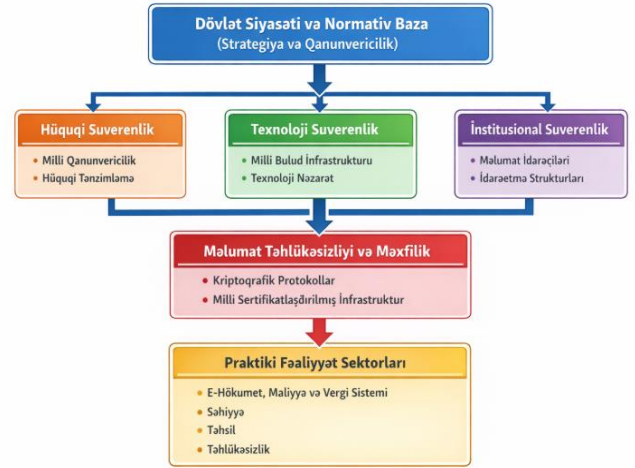 Dövlət Siyasəti və Normativ Baza
(Strategiya və Qanunvericilik)
Hüquqi Suverenlik
• Milli Qanunvericilik
• Hüquqi Tənzimləmə
Texnoloji Suverenlik
• Milli Bulud İnfrastrukturu
• Texnoloji Nəzarət
İnstitusional Suverenlik
• Məlumat İdarəçiləri
• İdarəetmə Strukturları
Məlumat Təhlükəsizliyi və Məxfilik
• Kriptoqrafik Protokollar
• Milli Sertifikatlaşdırılmış İnfrastruktur
Praktiki Fəaliyyət Sektorları
• E-Hökumet, Maliyyə və Vergi Sistemi
• Səhiyyə
• Təhsil
• Təhlükəsizlik